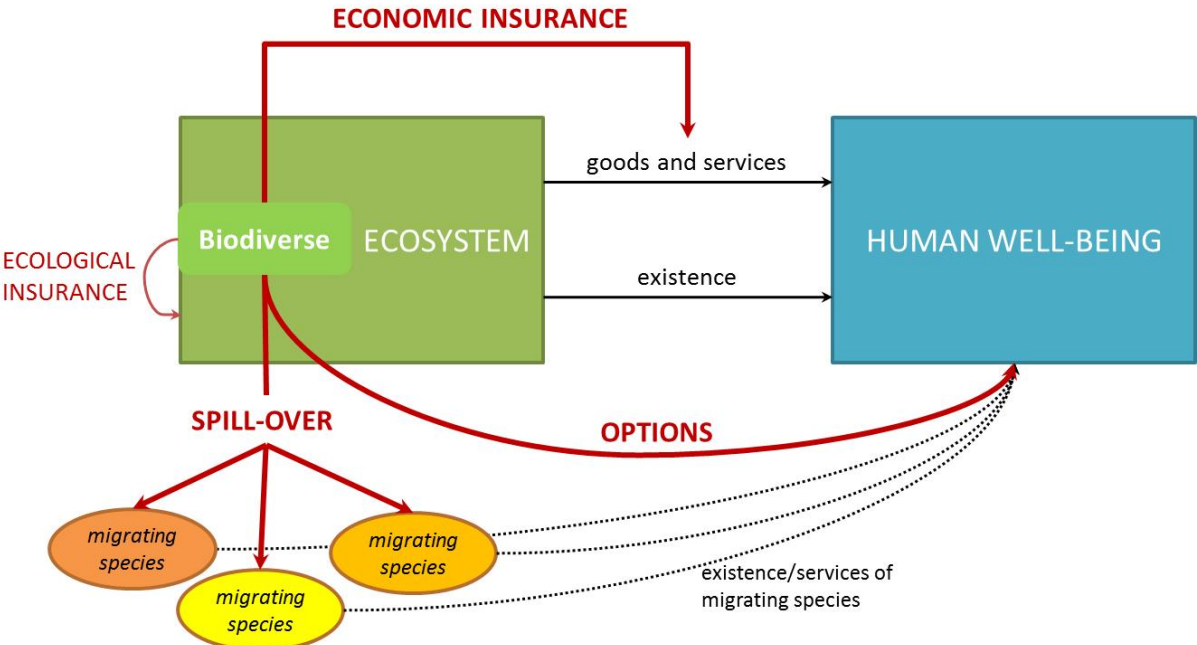 ECONOMIC INSURANCE
goods and services
Biodiverse
ECOSYSTEM
HUMAN WELL-BEING
ECOLOGICAL
INSURANCE
existence
SPILL-OVER
OPTIONS
migrating
species
migrating
species
migrating
species
existence/services of
migrating species